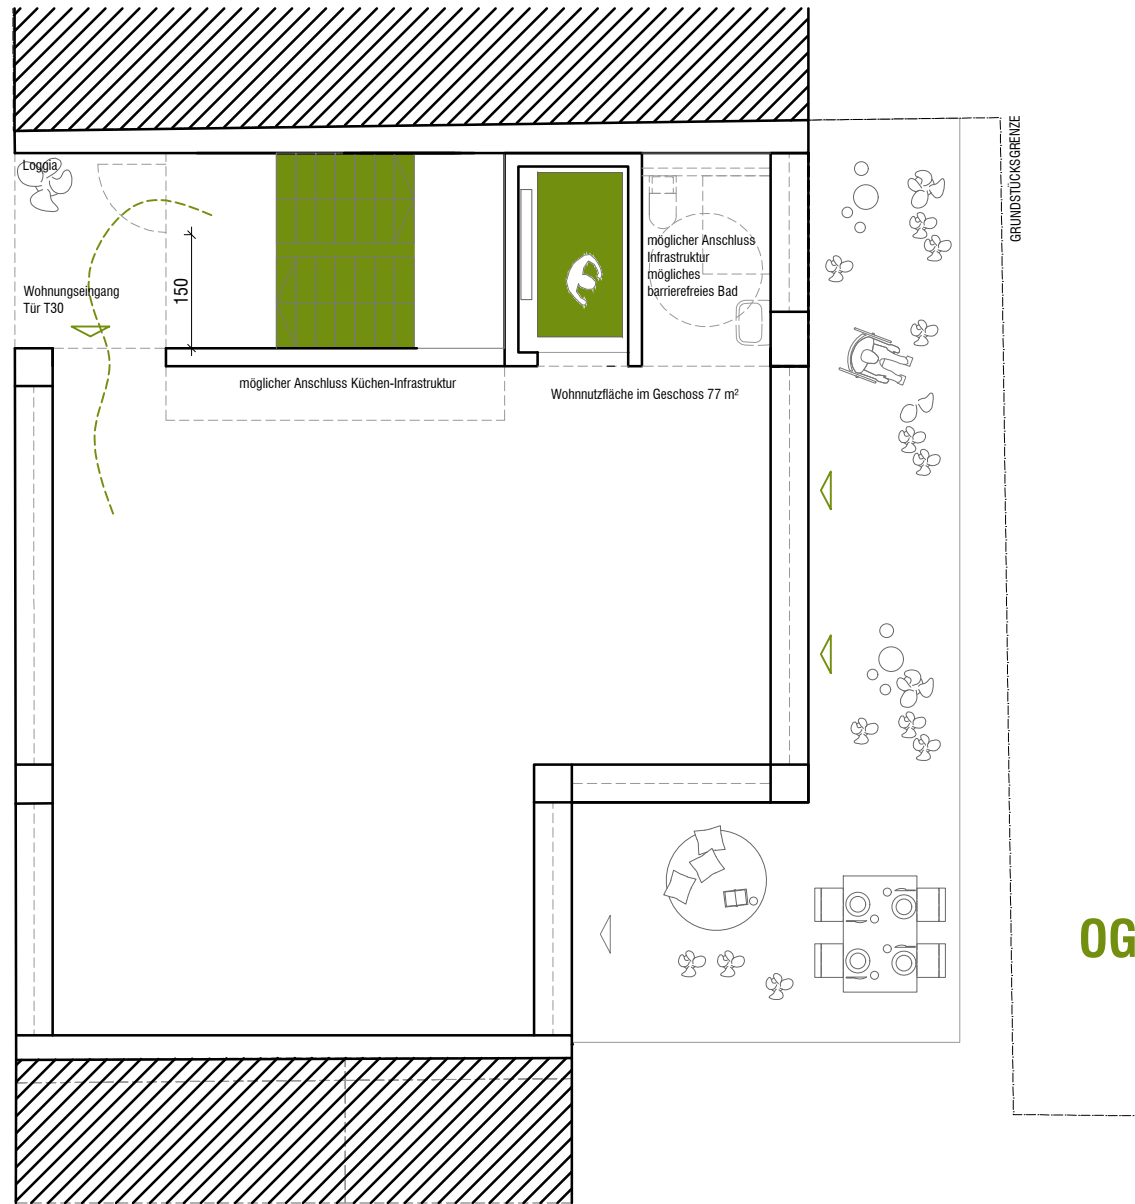 GRUNDSTÜCKSGRENZE
Loggia
möglicher Anschluss
Infrastruktur
mögliches
barrierefreies Bad
Wohnungseingang
Tür T30
150
möglicher Anschluss Küchen-Infrastruktur
Wohnnutzfläche im Geschoss 77 m²
OG